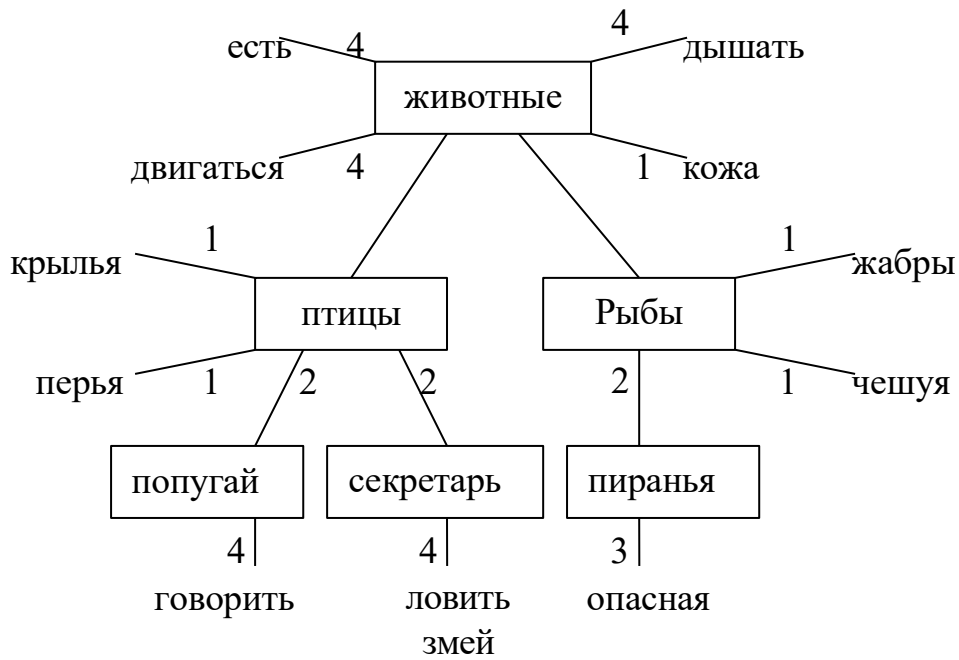 4
есть 4 дышать
животные
двигаться 4 1 кожа
крылья 1 1 жабры
птицы Рыбы
перья 1 2 2 2 1 чешуя
попугай секретарь пиранья
4 4 3
говорить ловить опасная
змей